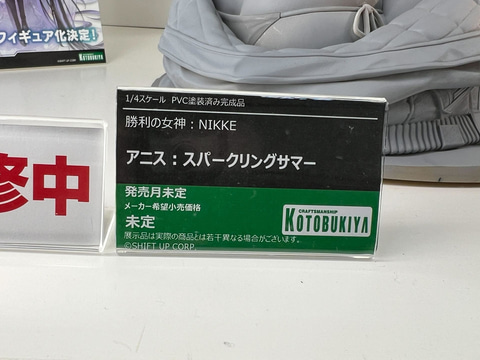 フィギュア化決定!
KOTOBUKIYA
修中
1/4スケール PVC塗装済み完成品
勝利の女神：NIKKE
アニス：スパークリングサマー
発売月未定
メーカー希望小売価格
未定
CRAFTSMANSHIP
KOTOBUKIYA
展示品は実際の商品とは若干異なる場合がございます。
©SHIFT UP CORP.